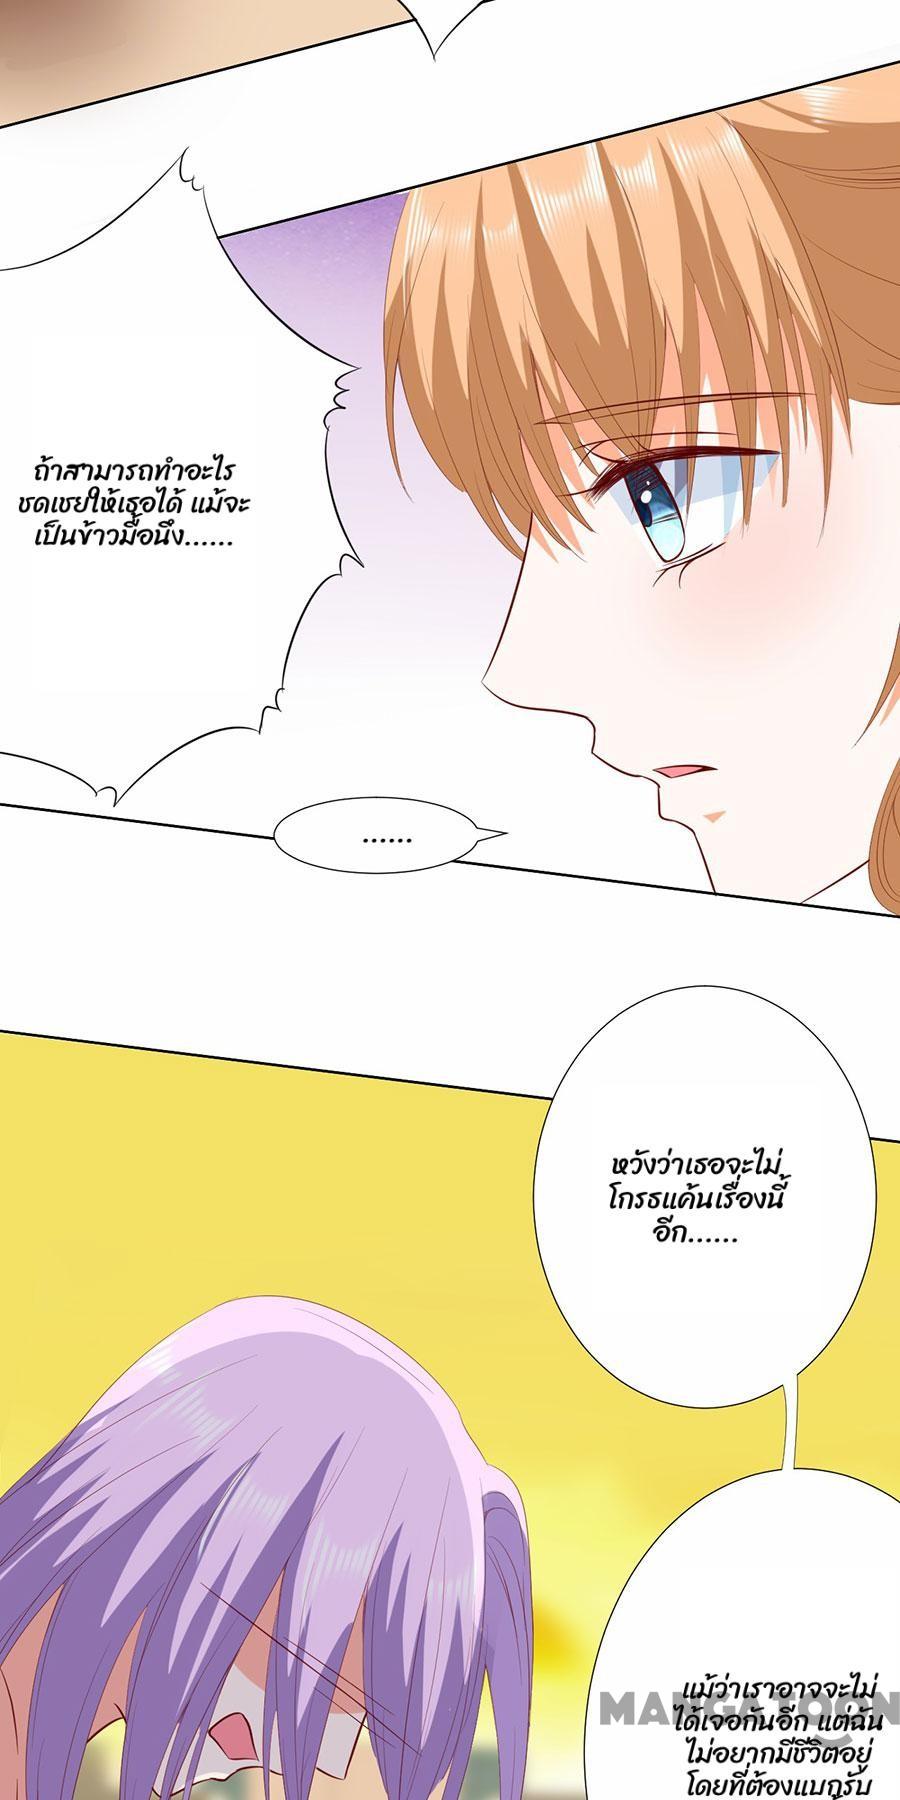 ถ้าสามารถทำอะไร
ชดเชยให้เธอได้ แม้จะ
เป็นข้าวมื้อนึง......
......
หวังว่าเธอจะไม่
โกรธแค้นเรื่องนี้
อีก......
แม้ว่าเราอาจจะไม่
ได้เจอกันอีก แต่ฉัน
ไม่อยากมีชีวิตอยู่
โดยที่ต้องแบกรับ
MANGATOON